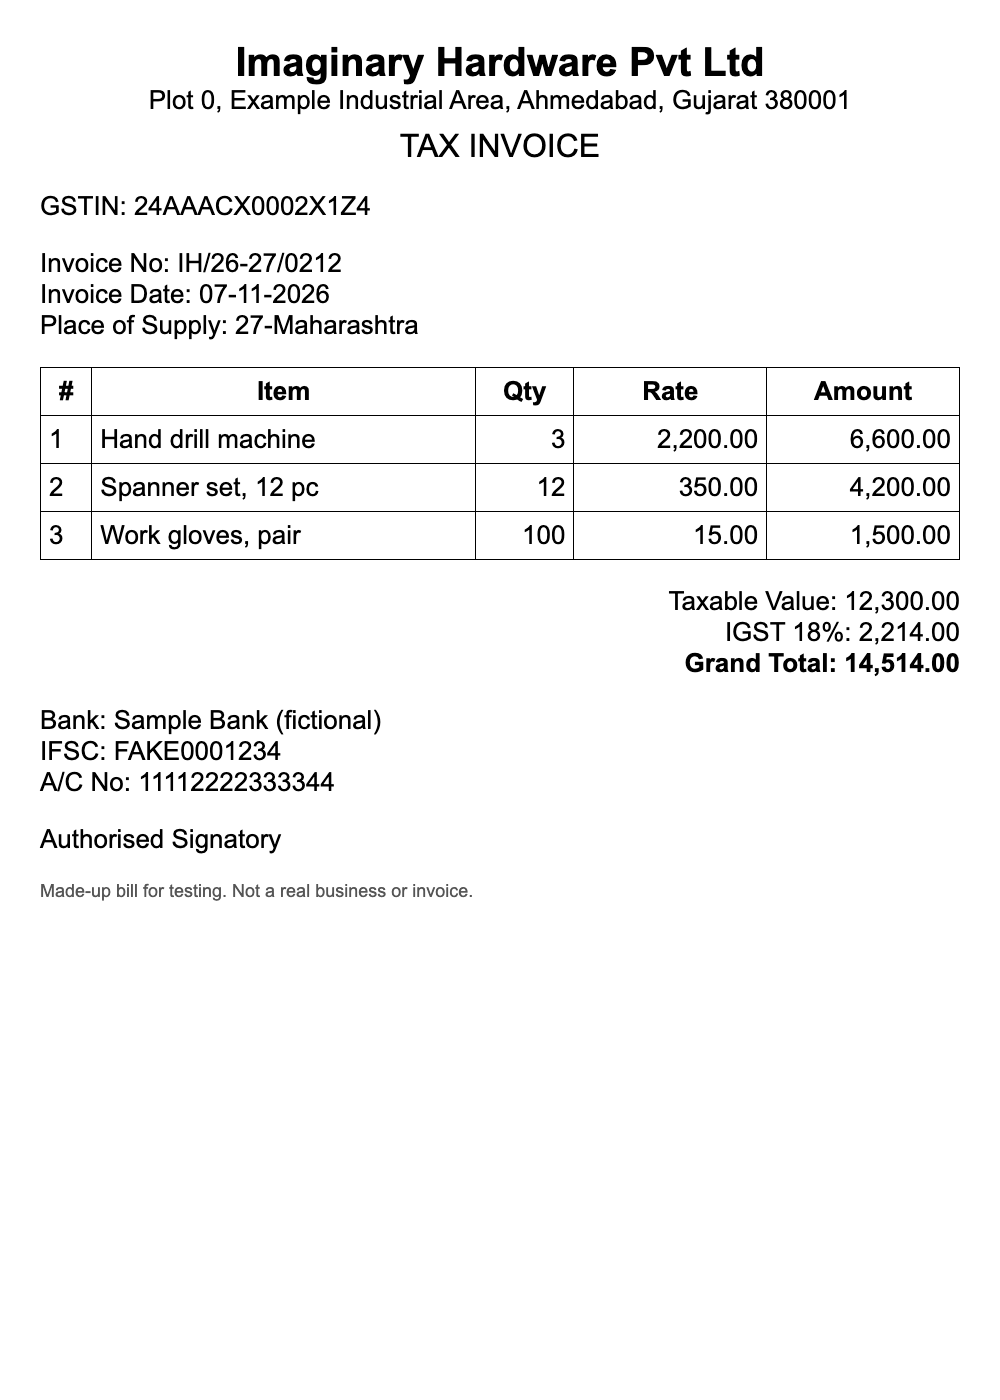 Imaginary Hardware Pvt Ltd
Plot 0, Example Industrial Area, Ahmedabad, Gujarat 380001
TAX INVOICE
GSTIN: 24AAACX0002X1Z4
Invoice No: IH/26-27/0212
Invoice Date: 07-11-2026
Place of Supply: 27-Maharashtra
# Item Qty Rate Amount
1 Hand drill machine 3 2,200.00 6,600.00
2 Spanner set, 12 pc 12 350.00 4,200.00
3 Work gloves, pair 100 15.00 1,500.00
Taxable Value: 12,300.00
IGST 18%: 2,214.00
Grand Total: 14,514.00
Bank: Sample Bank (fictional)
IFSC: FAKE0001234
A/C No: 11112222333344
Authorised Signatory
Made-up bill for testing. Not a real business or invoice.